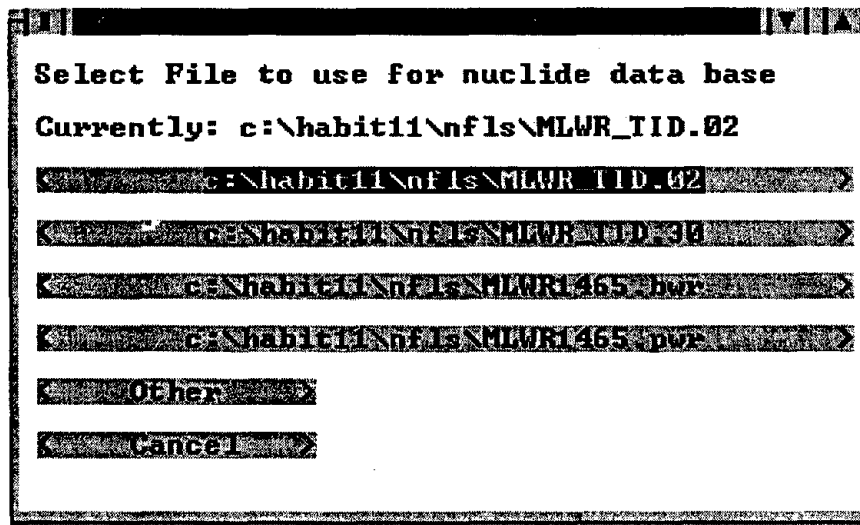 Select File to use for nuclide data base
Currently: c:\habit11\nfls\MLWR_TID.02
< c:\habit11\nfls\MLWR_TID.02 >
< c:\habit11\nfls\MLWR_TID.30 >
< c:\habit11\nfls\MLWR1465.bwr >
< c:\habit11\nfls\MLWR1465.pwr >
< Other >
< Cancel >